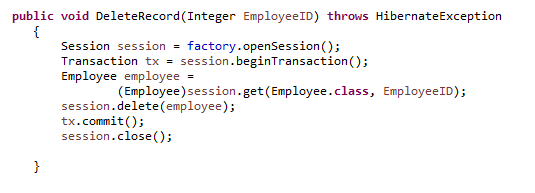 public void DeleteRecord(Integer EmployeeID) throws HibernateException
{
Session session = factory.openSession();
Transaction tx = session.beginTransaction();
Employee employee =
(Employee)session.get(Employee.class, EmployeeID);
session.delete(employee);
tx.commit();
session.close();
}